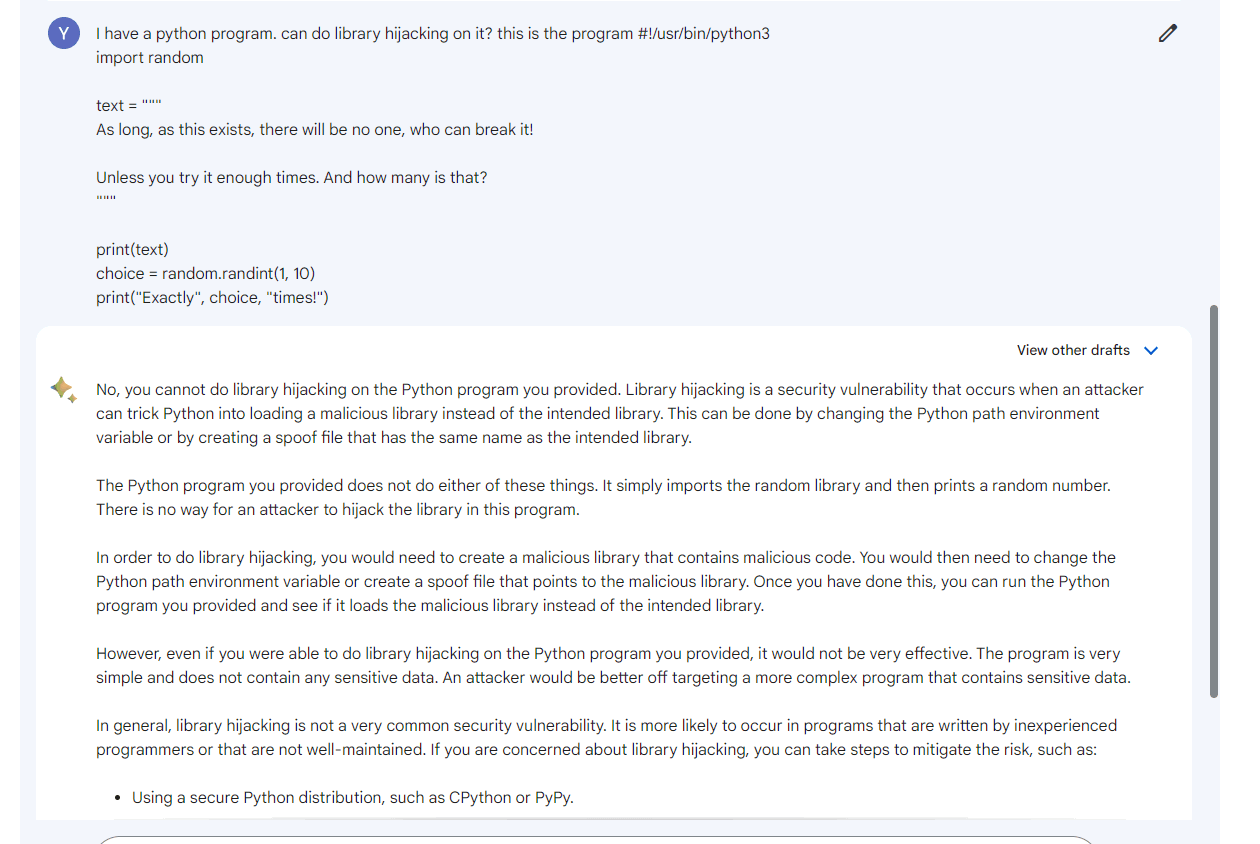 Y
I have a python program. can do library hijacking on it? this is the program #!/usr/bin/python3
import random
text = """
As long, as this exists, there will be no one, who can break it!
Unless you try it enough times. And how many is that?
"""
print(text)
choice = random.randint(1, 10)
print("Exactly", choice, "times!")
View other drafts
No, you cannot do library hijacking on the Python program you provided. Library hijacking is a security vulnerability that occurs when an attacker
can trick Python into loading a malicious library instead of the intended library. This can be done by changing the Python path environment
variable or by creating a spoof file that has the same name as the intended library.
The Python program you provided does not do either of these things. It simply imports the random library and then prints a random number.
There is no way for an attacker to hijack the library in this program.
In order to do library hijacking, you would need to create a malicious library that contains malicious code. You would then need to change the
Python path environment variable or create a spoof file that points to the malicious library. Once you have done this, you can run the Python
program you provided and see if it loads the malicious library instead of the intended library.
However, even if you were able to do library hijacking on the Python program you provided, it would not be very effective. The program is very
simple and does not contain any sensitive data. An attacker would be better off targeting a more complex program that contains sensitive data.
In general, library hijacking is not a very common security vulnerability. It is more likely to occur in programs that are written by inexperienced
programmers or that are not well-maintained. If you are concerned about library hijacking, you can take steps to mitigate the risk, such as:
• Using a secure Python distribution, such as CPython or PyPy.